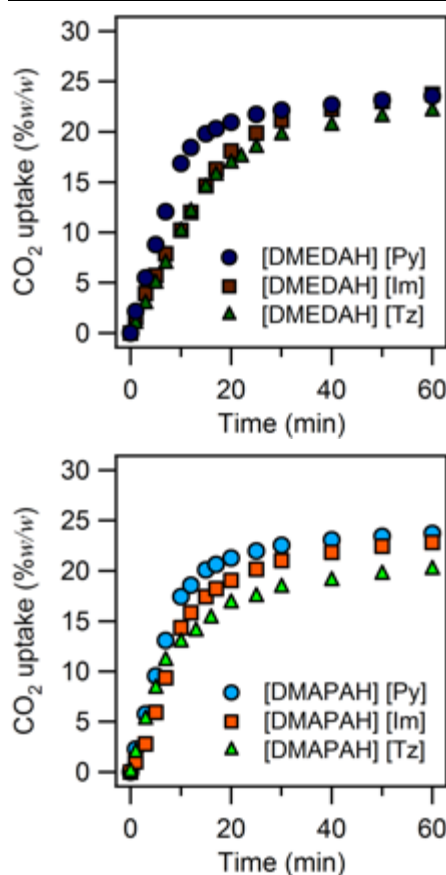 30
25
20
15
10
5
0
CO₂ uptake (%w/w)
[DMEDAH] [Py]
[DMEDAH] [Im]
[DMEDAH] [Tz]
0 20 40 60
Time (min)
30
25
20
15
10
5
0
CO₂ uptake (%w/w)
[DMAPAH] [Py]
[DMAPAH] [Im]
[DMAPAH] [Tz]
0 20 40 60
Time (min)